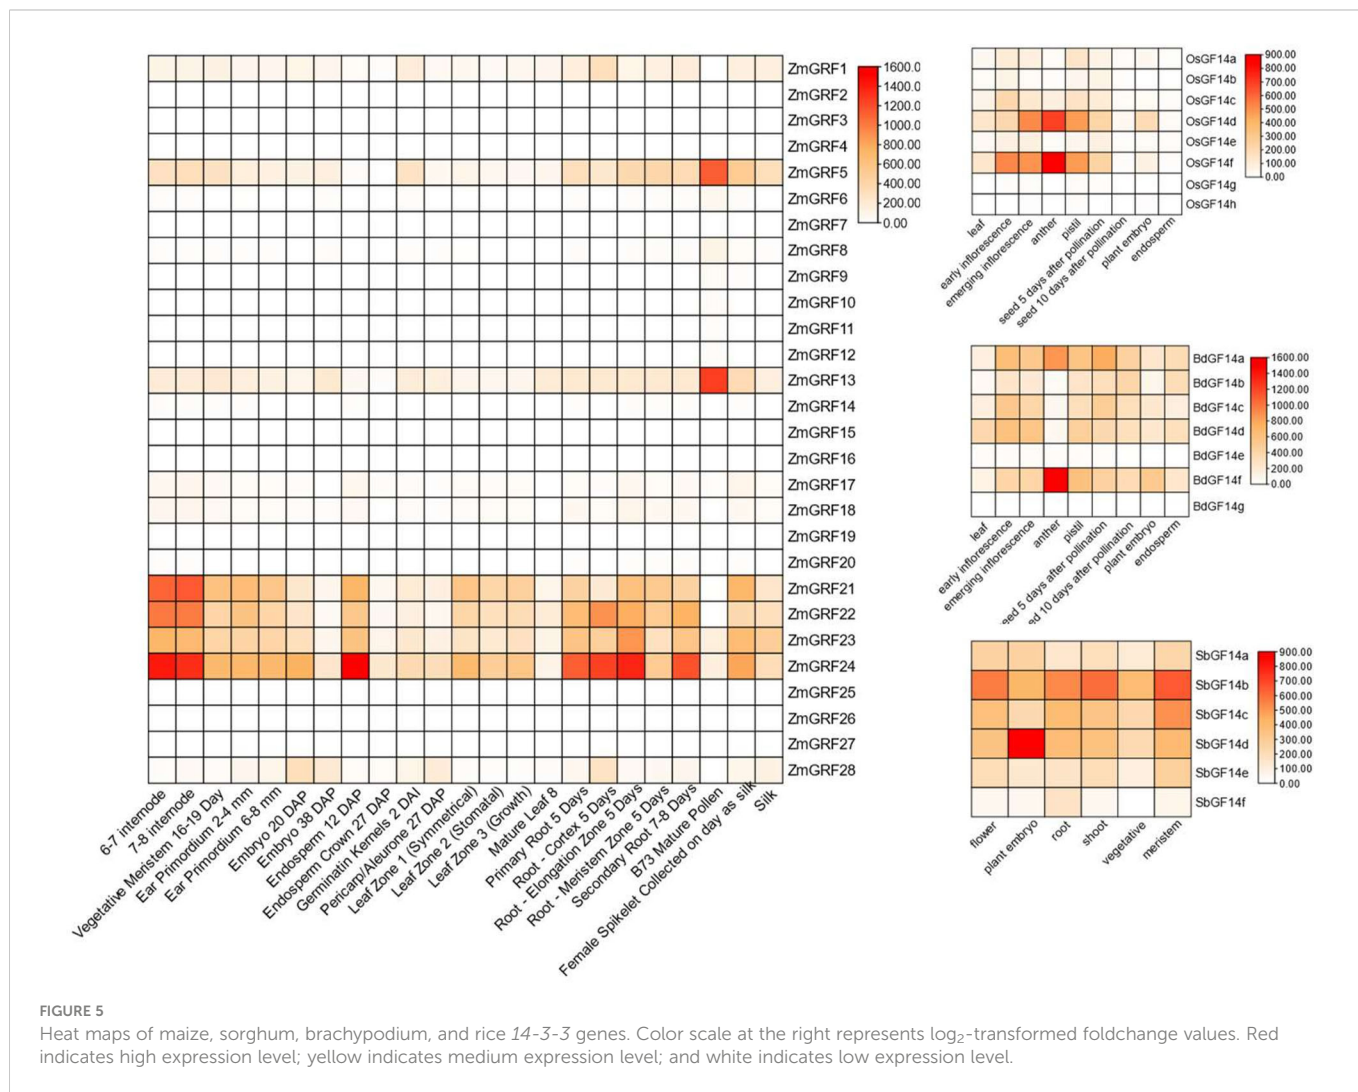 ZmGRF1
ZmGRF2
ZmGRF3
ZmGRF4
ZmGRF5
ZmGRF6
ZmGRF7
ZmGRF8
ZmGRF9
ZmGRF10
ZmGRF11
ZmGRF12
ZmGRF13
ZmGRF14
ZmGRF15
ZmGRF16
ZmGRF17
ZmGRF18
ZmGRF19
ZmGRF20
ZmGRF21
ZmGRF22
ZmGRF23
ZmGRF24
ZmGRF25
ZmGRF26
ZmGRF27
ZmGRF28
1600.0
1400.0
1200.0
1000.0
800.00
600.00
400.00
200.00
0.00
6-7 internode
7-8 internode
Vegetative Meristem 16-19 Day
Ear Primordium 2-4 mm
Ear Primordium 6-8 mm
Embryo 20 DAP
Embryo 38 DAP
Endosperm 12 DAP
Endosperm Crown 27 DAP
Germinatin Kernels 2 DAI
Pericarp/Aleurone 27 DAP
Leaf Zone 1 (Symmetrical)
Leaf Zone 2 (Stomatal)
Leaf Zone 3 (Growth)
Mature Leaf 8
Primary Root 5 Days
Root - Cortex 5 Days
Root - Elongation Zone 5 Days
Root - Meristem Zone 5 Days
Secondary Root 7-8 Days
B73 Mature Pollen
Female Spikelet Collected on day as silk
Silk
OsGF14a
OsGF14b
OsGF14c
OsGF14d
OsGF14e
OsGF14f
OsGF14g
OsGF14h
900.00
800.00
700.00
600.00
500.00
400.00
300.00
200.00
100.00
0.00
leaf
early inflorescence
emerging inflorescence
anther
pistil
seed 5 days after pollination
seed 10 days after pollination
plant embryo
endosperm
BdGF14a
BdGF14b
BdGF14c
BdGF14d
BdGF14e
BdGF14f
BdGF14g
1600.00
1400.00
1200.00
1000.00
800.00
600.00
400.00
200.00
0.00
leaf
early inflorescence
emerging inflorescence
anther
pistil
eed 5 days after pollination
ed 10 days after pollination
plant embryo
endosperm
SbGF14a
SbGF14b
SbGF14c
SbGF14d
SbGF14e
SbGF14f
900.00
800.00
700.00
600.00
500.00
400.00
300.00
200.00
100.00
0.00
flower
plant embryo
root
shoot
vegetative
meristem
FIGURE 5
Heat maps of maize, sorghum, brachypodium, and rice 14-3-3 genes. Color scale at the right represents log₂-transformed foldchange values. Red
indicates high expression level; yellow indicates medium expression level; and white indicates low expression level.